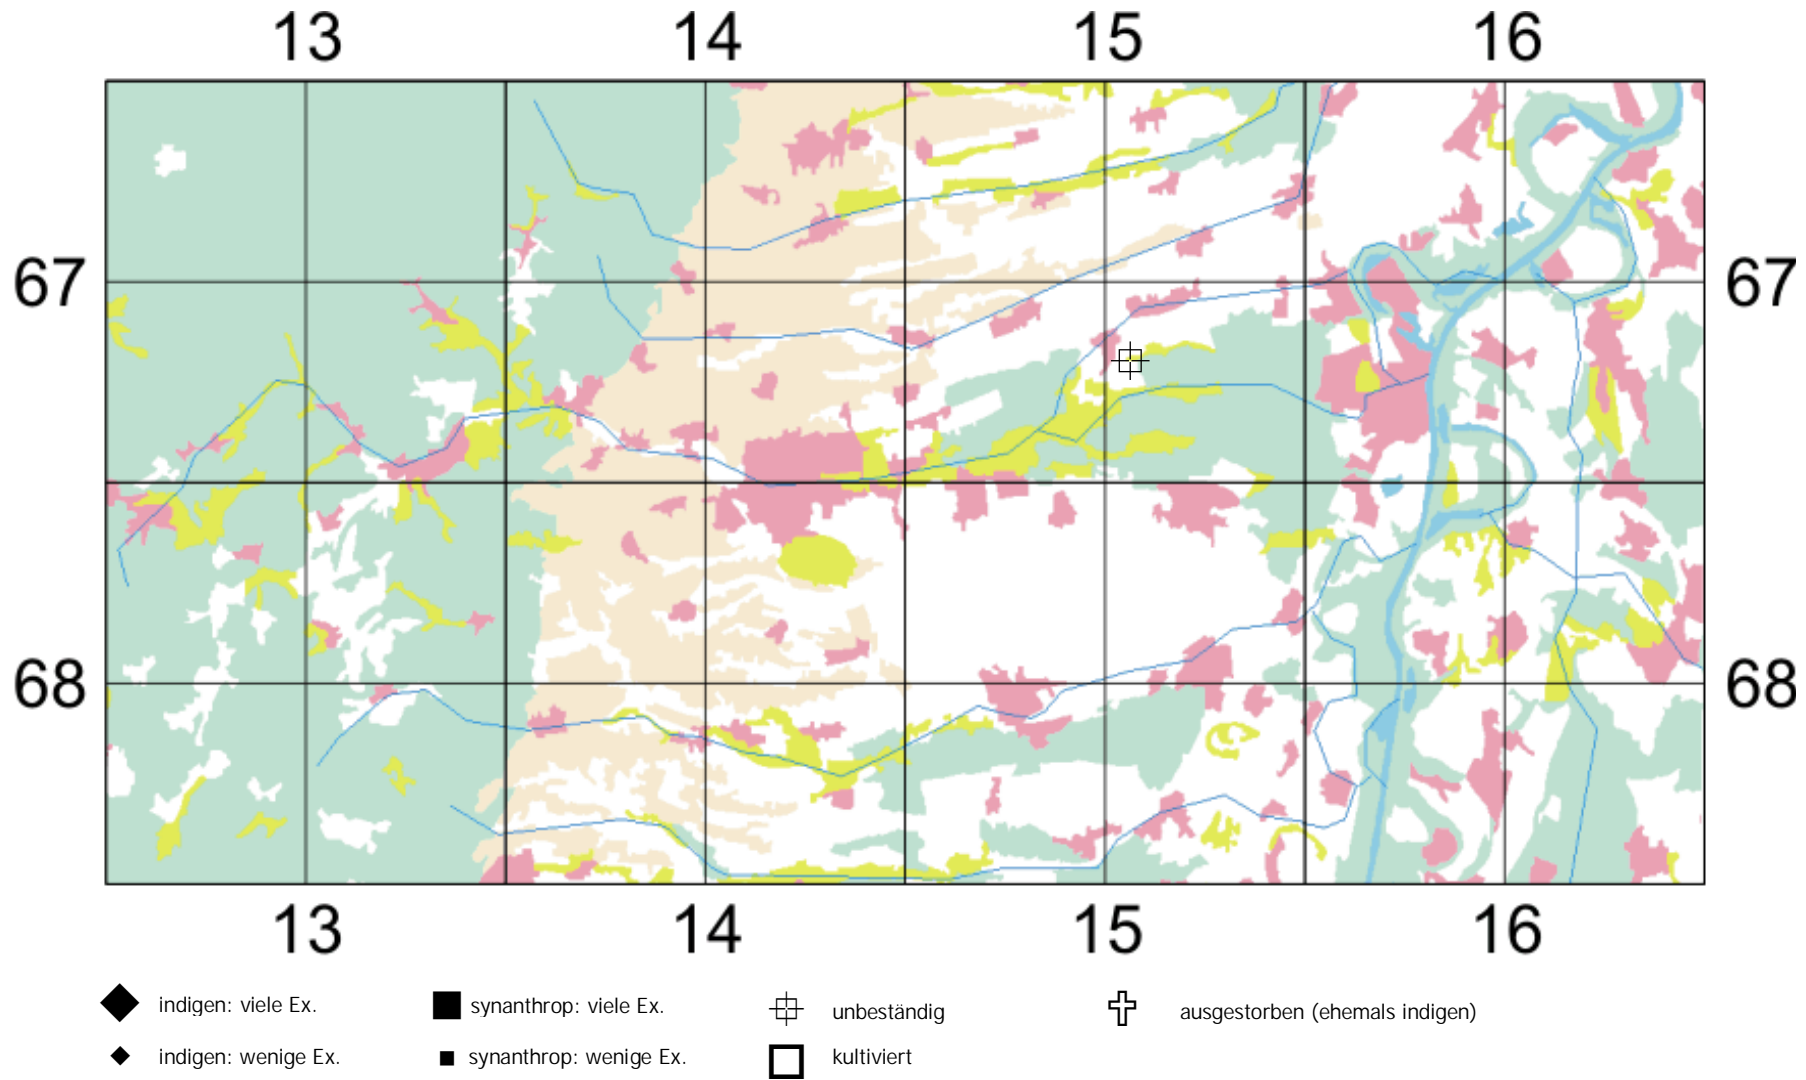 13 14 15 16
67 67
68 68
13 14 15 16
indigen: viele Ex. synanthrop: viele Ex. unbeständig ausgestorben (ehemals indigen)
indigen: wenige Ex. synanthrop: wenige Ex. kultiviert